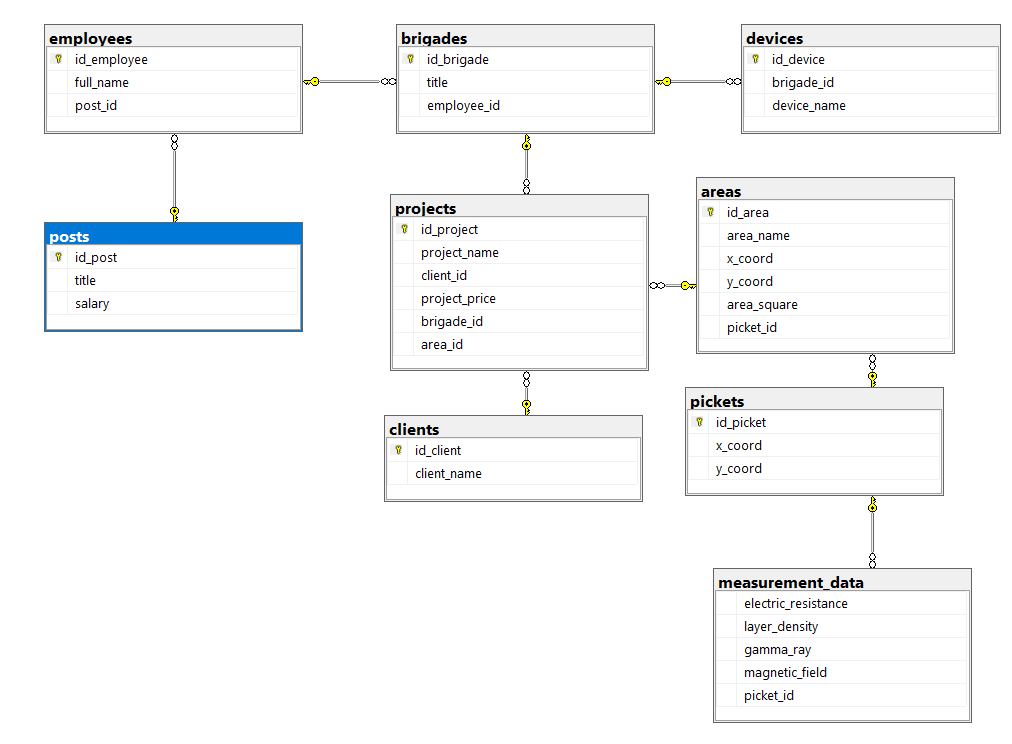 employees
id_employee
full_name
post_id
brigades
id_brigade
title
employee_id
devices
id_device
brigade_id
device_name
posts
id_post
title
salary
projects
id_project
project_name
client_id
project_price
brigade_id
area_id
areas
id_area
area_name
x_coord
y_coord
area_square
picket_id
clients
id_client
client_name
pickets
id_picket
x_coord
y_coord
measurement_data
electric_resistance
layer_density
gamma_ray
magnetic_field
picket_id